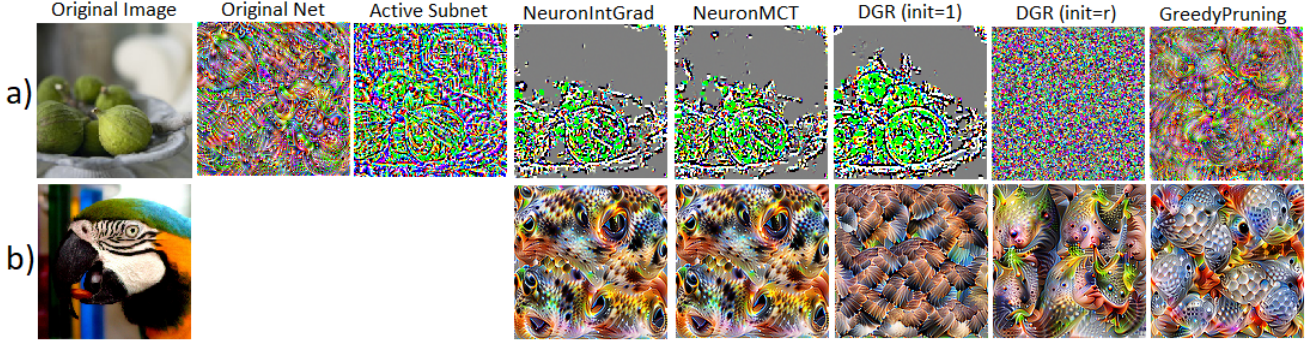 Original Image Original Net Active Subnet NeuronIntGrad NeuronMCT DGR (init=1) DGR (init=r) GreedyPruning
a)
b)